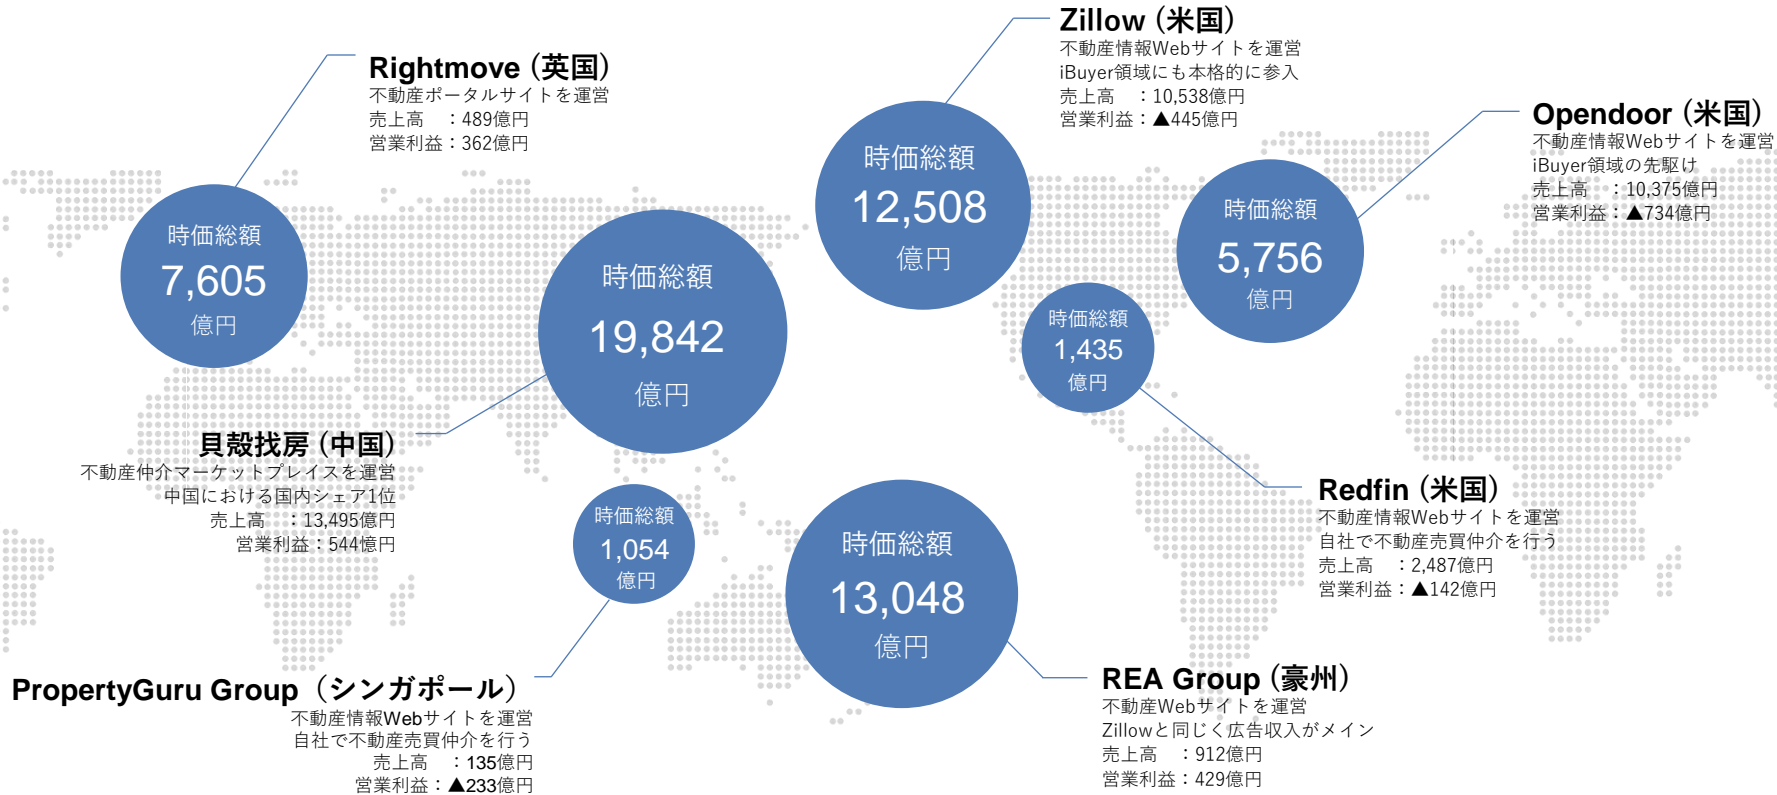 Rightmove (英国)
不動産ポータルサイトを運営
売上高　：489億円
営業利益：362億円
時価総額
7,605
億円
Zillow (米国)
不動産情報Webサイトを運営
iBuyer領域にも本格的に参入
売上高　：10,538億円
営業利益：▲445億円
時価総額
12,508
億円
Opendoor (米国)
不動産情報Webサイトを運営
iBuyer領域の先駆け
売上高　：10,375億円
営業利益：▲734億円
時価総額
5,756
億円
時価総額
19,842
億円
貝殻找房 (中国)
不動産仲介マーケットプレイスを運営
中国における国内シェア1位
売上高　：13,495億円
営業利益：544憶円
時価総額
1,435
億円
Redfin (米国)
不動産情報Webサイトを運営
自社で不動産売買仲介を行う
売上高　：2,487億円
営業利益：▲142億円
時価総額
1,054
億円
PropertyGuru Group（シンガポール）
不動産情報Webサイトを運営
自社で不動産売買仲介を行う
売上高　：135億円
営業利益：▲233億円
時価総額
13,048
億円
REA Group (豪州)
不動産Webサイトを運営
Zillowと同じく広告収入がメイン
売上高　：912億円
営業利益：429億円